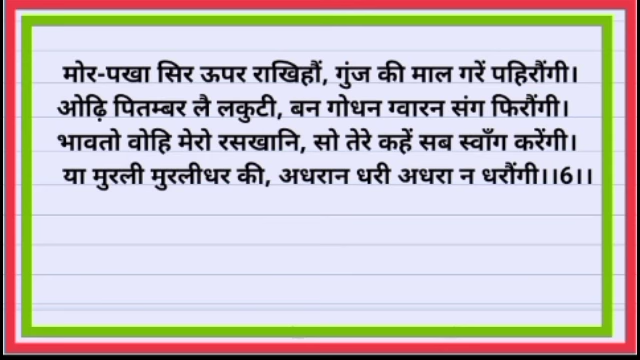 मोर-पखा सिर ऊपर राखिहौं, गुंज की माल गरें पहिरौंगी।
ओढ़ि पितम्बर लै लकुटी, बन गोधन ग्वारन संग फिरौंगी।
भावतो वोहि मेरो रसखानि, सो तेरे कहें सब स्वाँग करेंगी।
या मुरली मुरलीधर की, अधरान धरी अधरा न धरौंगी।।6।।